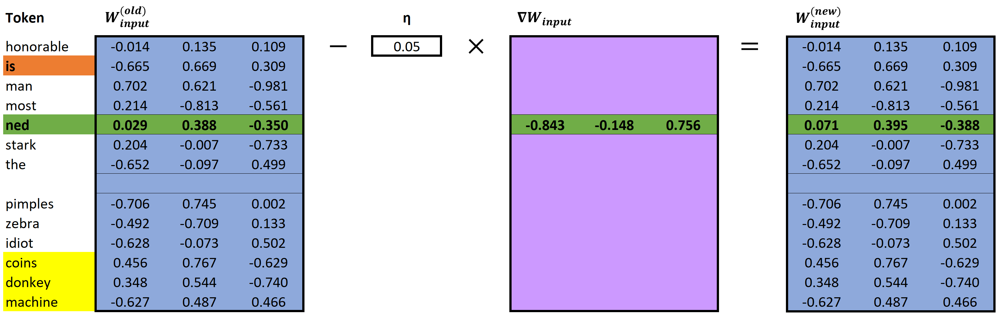 Token W_input^(old) η ∇W_input W_input^(new)
honorable -0.014 0.135 0.109 − 0.05 × = -0.014 0.135 0.109
is -0.665 0.669 0.309 -0.665 0.669 0.309
man 0.702 0.621 -0.981 0.702 0.621 -0.981
most 0.214 -0.813 -0.561 0.214 -0.813 -0.561
ned 0.029 0.388 -0.350 -0.843 -0.148 0.756 0.071 0.395 -0.388
stark 0.204 -0.007 -0.733 0.204 -0.007 -0.733
the -0.652 -0.097 0.499 -0.652 -0.097 0.499
pimples -0.706 0.745 0.002 -0.706 0.745 0.002
zebra -0.492 -0.709 0.133 -0.492 -0.709 0.133
idiot -0.628 -0.073 0.502 -0.628 -0.073 0.502
coins 0.456 0.767 -0.629 0.456 0.767 -0.629
donkey 0.348 0.544 -0.740 0.348 0.544 -0.740
machine -0.627 0.487 0.466 -0.627 0.487 0.466